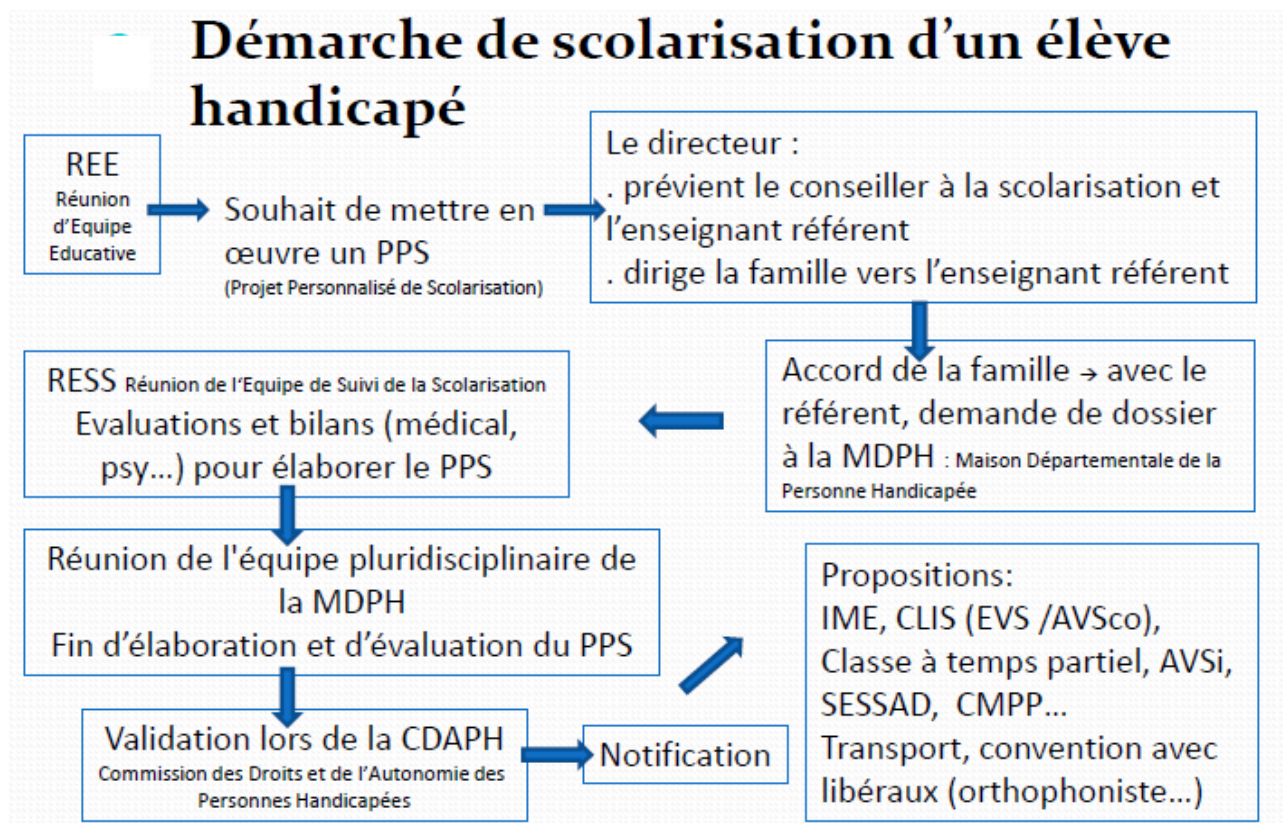 Démarche de scolarisation d’un élève
handicapé
REE
Réunion
d’Equipe
Educative
Souhait de mettre en
œuvre un PPS
(Projet Personnalisé de Scolarisation)
Le directeur :
. prévient le conseiller à la scolarisation et
l’enseignant référent
. dirige la famille vers l’enseignant référent
Accord de la famille → avec le
référent, demande de dossier
à la MDPH : Maison Départementale de la
Personne Handicapée
RESS Réunion de l‘Equipe de Suivi de la Scolarisation
Evaluations et bilans (médical,
psy…) pour élaborer le PPS
Réunion de l'équipe pluridisciplinaire de
la MDPH
Fin d’élaboration et d’évaluation du PPS
Validation lors de la CDAPH
Commission des Droits et de l’Autonomie des
Personnes Handicapées
Notification
Propositions:
IME, CLIS (EVS /AVSco),
Classe à temps partiel, AVSi,
SESSAD, CMPP…
Transport, convention avec
libéraux (orthophoniste…)